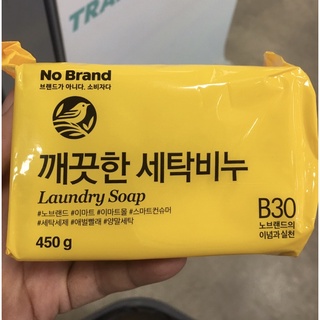 TRA
No Brand
브랜드가 아니다. 소비자다
깨끗한 세탁비누
Laundry Soap
#노브랜드 #이마트 #이마트몰 #스마트컨슈머
#세탁세제 #애벌빨래 #양말세탁
450 g
B30
노브랜드의
이념과 실천